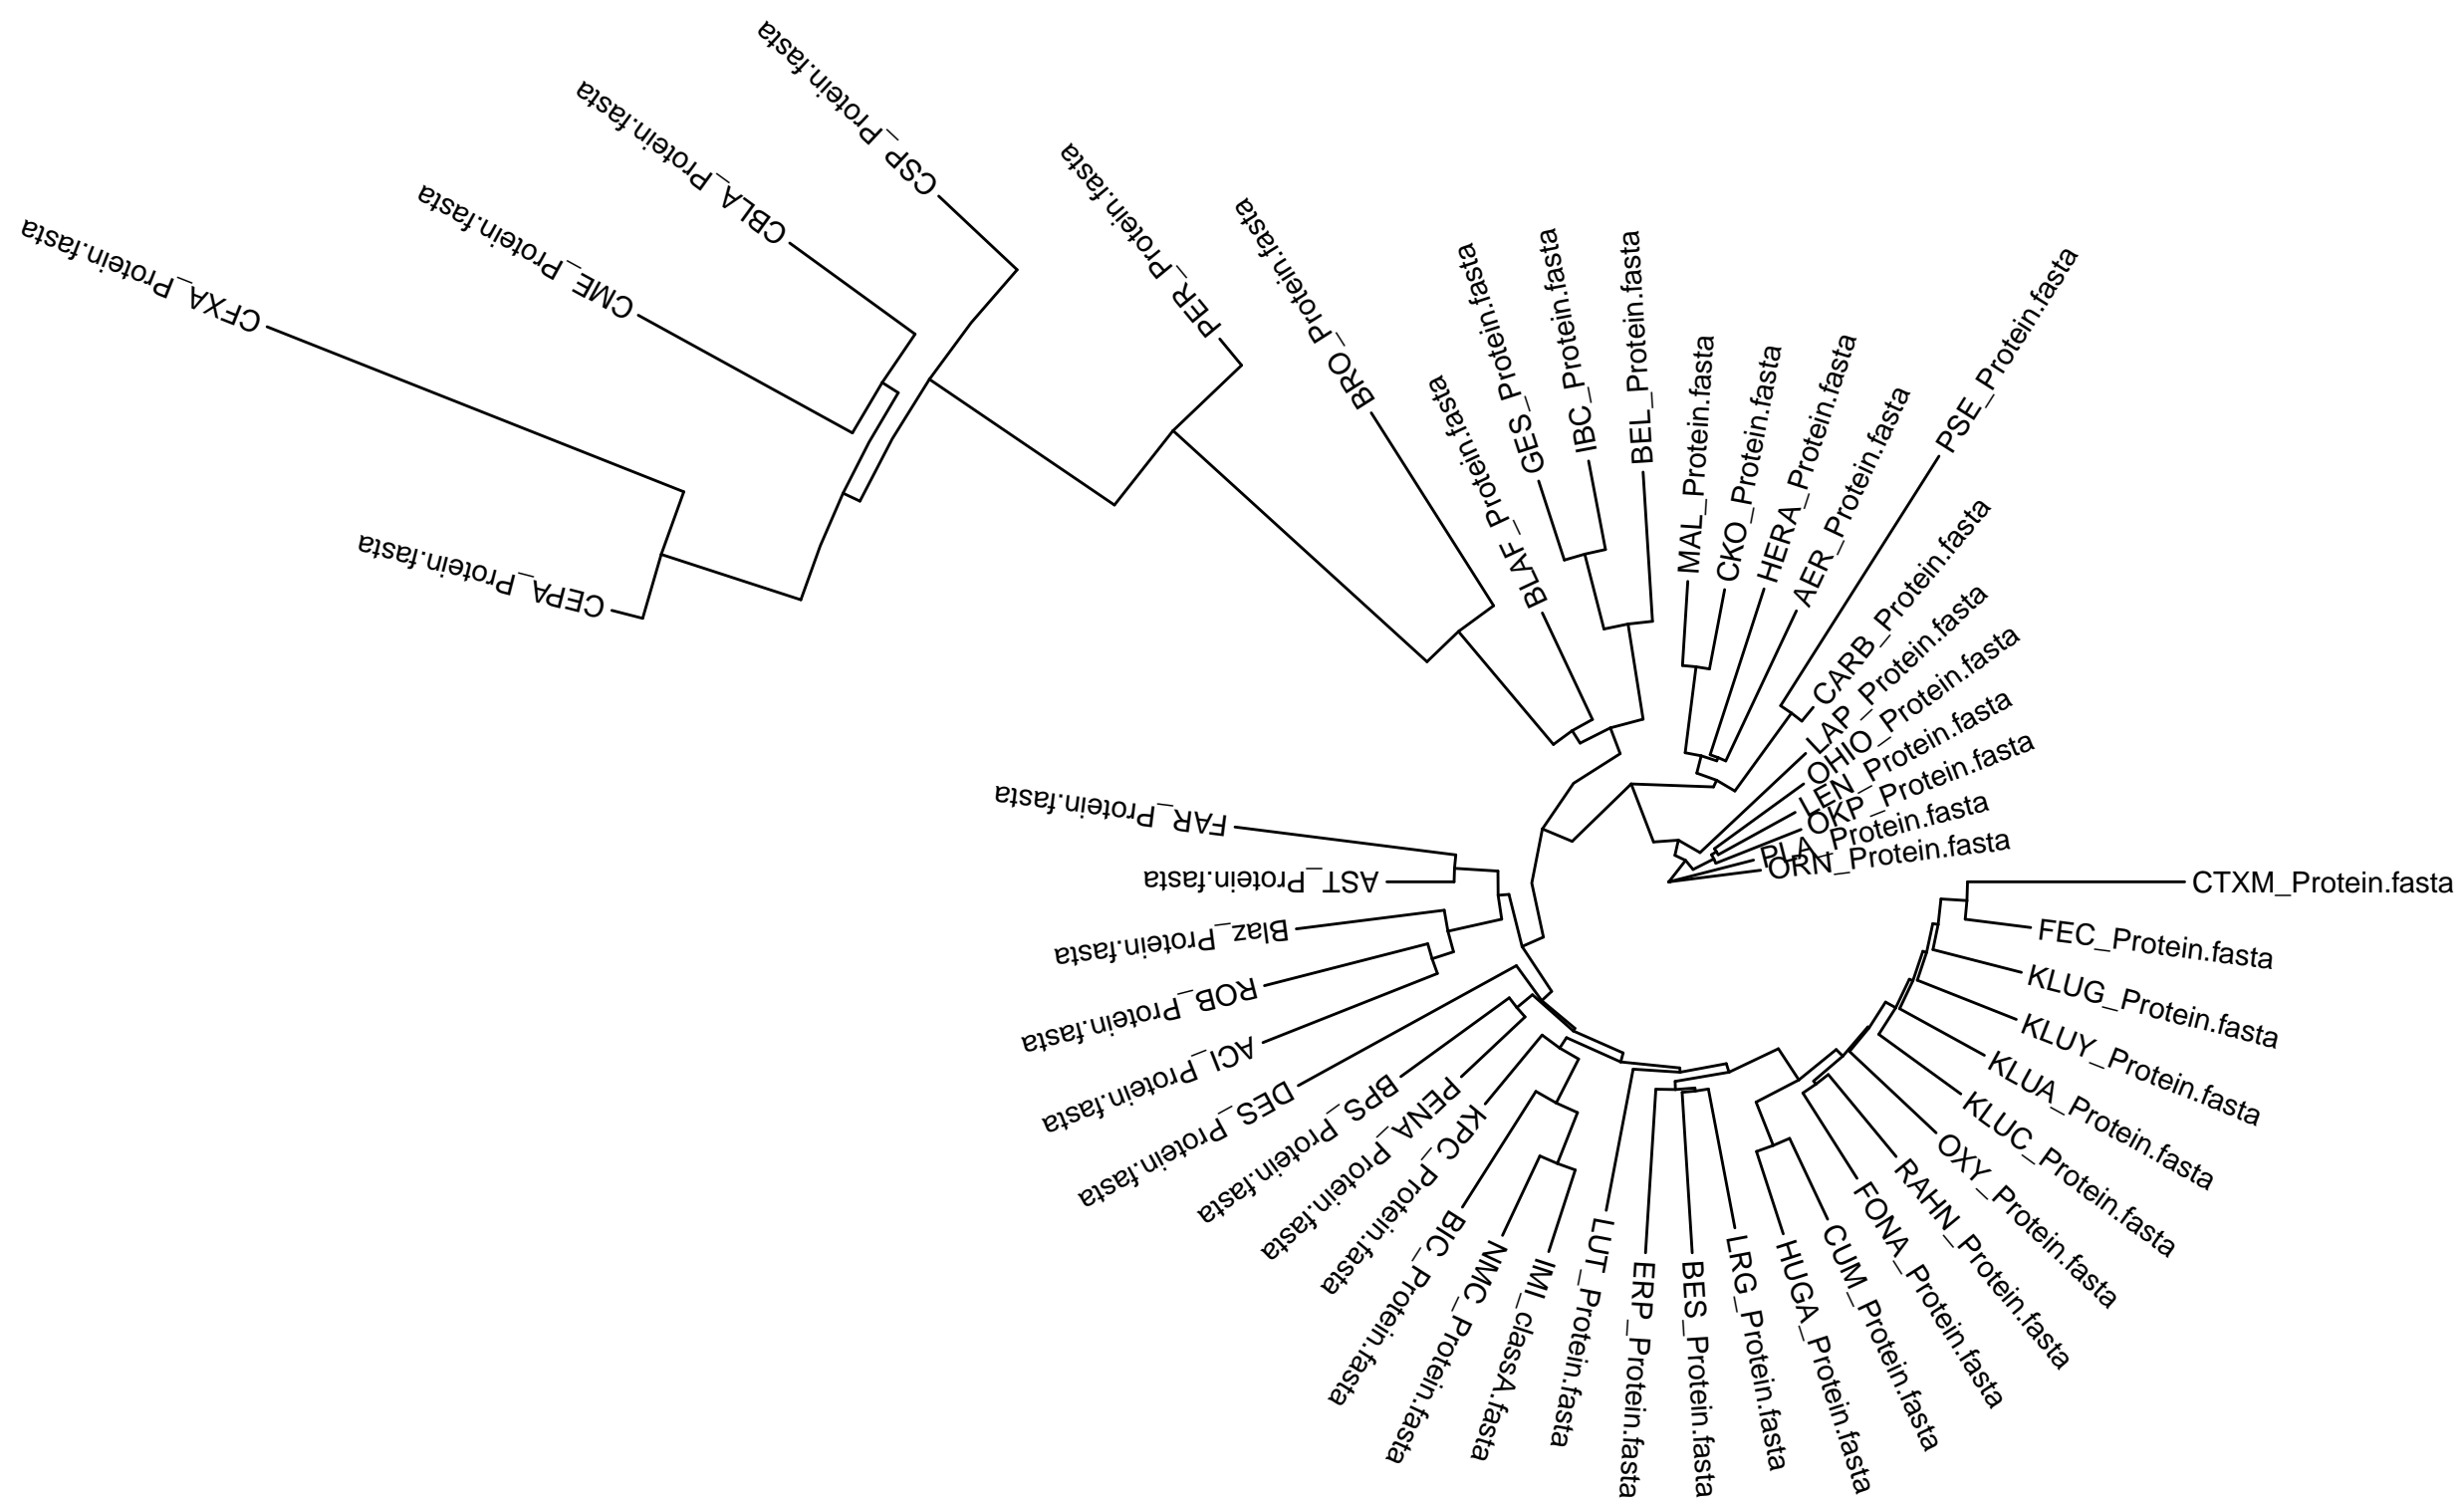 CSP_Protein.fasta
CBLA_Protein.fasta
CME_Protein.fasta
CFXA_Protein.fasta
CEPA_Protein.fasta
PER_Protein.fasta
BRO_Protein.fasta
BLAF_Protein.fasta
GES_Protein.fasta
IBC_Protein.fasta
BEL_Protein.fasta
MAL_Protein.fasta
CKO_Protein.fasta
HERA_Protein.fasta
AER_Protein.fasta
PSE_Protein.fasta
CARB_Protein.fasta
LAP_Protein.fasta
OHIO_Protein.fasta
LEN_Protein.fasta
OKP_Protein.fasta
PLA_Protein.fasta
ORN_Protein.fasta
CTXM_Protein.fasta
FEC_Protein.fasta
KLUG_Protein.fasta
KLUY_Protein.fasta
KLUA_Protein.fasta
KLUC_Protein.fasta
OXY_Protein.fasta
RAHN_Protein.fasta
FONA_Protein.fasta
CUM_Protein.fasta
HUGA_Protein.fasta
LRG_Protein.fasta
BES_Protein.fasta
ERP_Protein.fasta
LUT_Protein.fasta
IMI_classA.fasta
NMC_Protein.fasta
BIC_Protein.fasta
KPC_Protein.fasta
PENA_Protein.fasta
BPS_Protein.fasta
DES_Protein.fasta
ACI_Protein.fasta
ROB_Protein.fasta
Blaz_Protein.fasta
AST_Protein.fasta
FAR_Protein.fasta